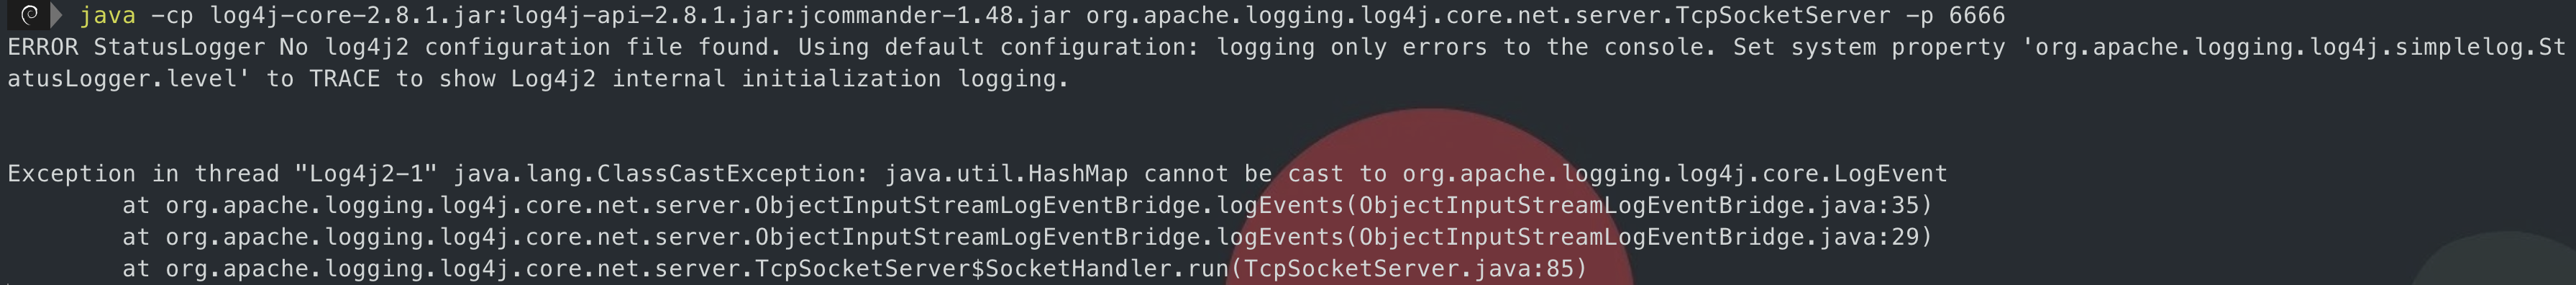 java -cp log4j-core-2.8.1.jar:log4j-api-2.8.1.jar:jcommander-1.48.jar org.apache.logging.log4j.core.net.server.TcpSocketServer -p 6666
ERROR StatusLogger No log4j2 configuration file found. Using default configuration: logging only errors to the console. Set system property 'org.apache.logging.log4j.simplelog.St
atusLogger.level' to TRACE to show Log4j2 internal initialization logging.
Exception in thread "Log4j2-1" java.lang.ClassCastException: java.util.HashMap cannot be cast to org.apache.logging.log4j.core.LogEvent
at org.apache.logging.log4j.core.net.server.ObjectInputStreamLogEventBridge.logEvents(ObjectInputStreamLogEventBridge.java:35)
at org.apache.logging.log4j.core.net.server.ObjectInputStreamLogEventBridge.logEvents(ObjectInputStreamLogEventBridge.java:29)
at org.apache.logging.log4j.core.net.server.TcpSocketServer$SocketHandler.run(TcpSocketServer.java:85)